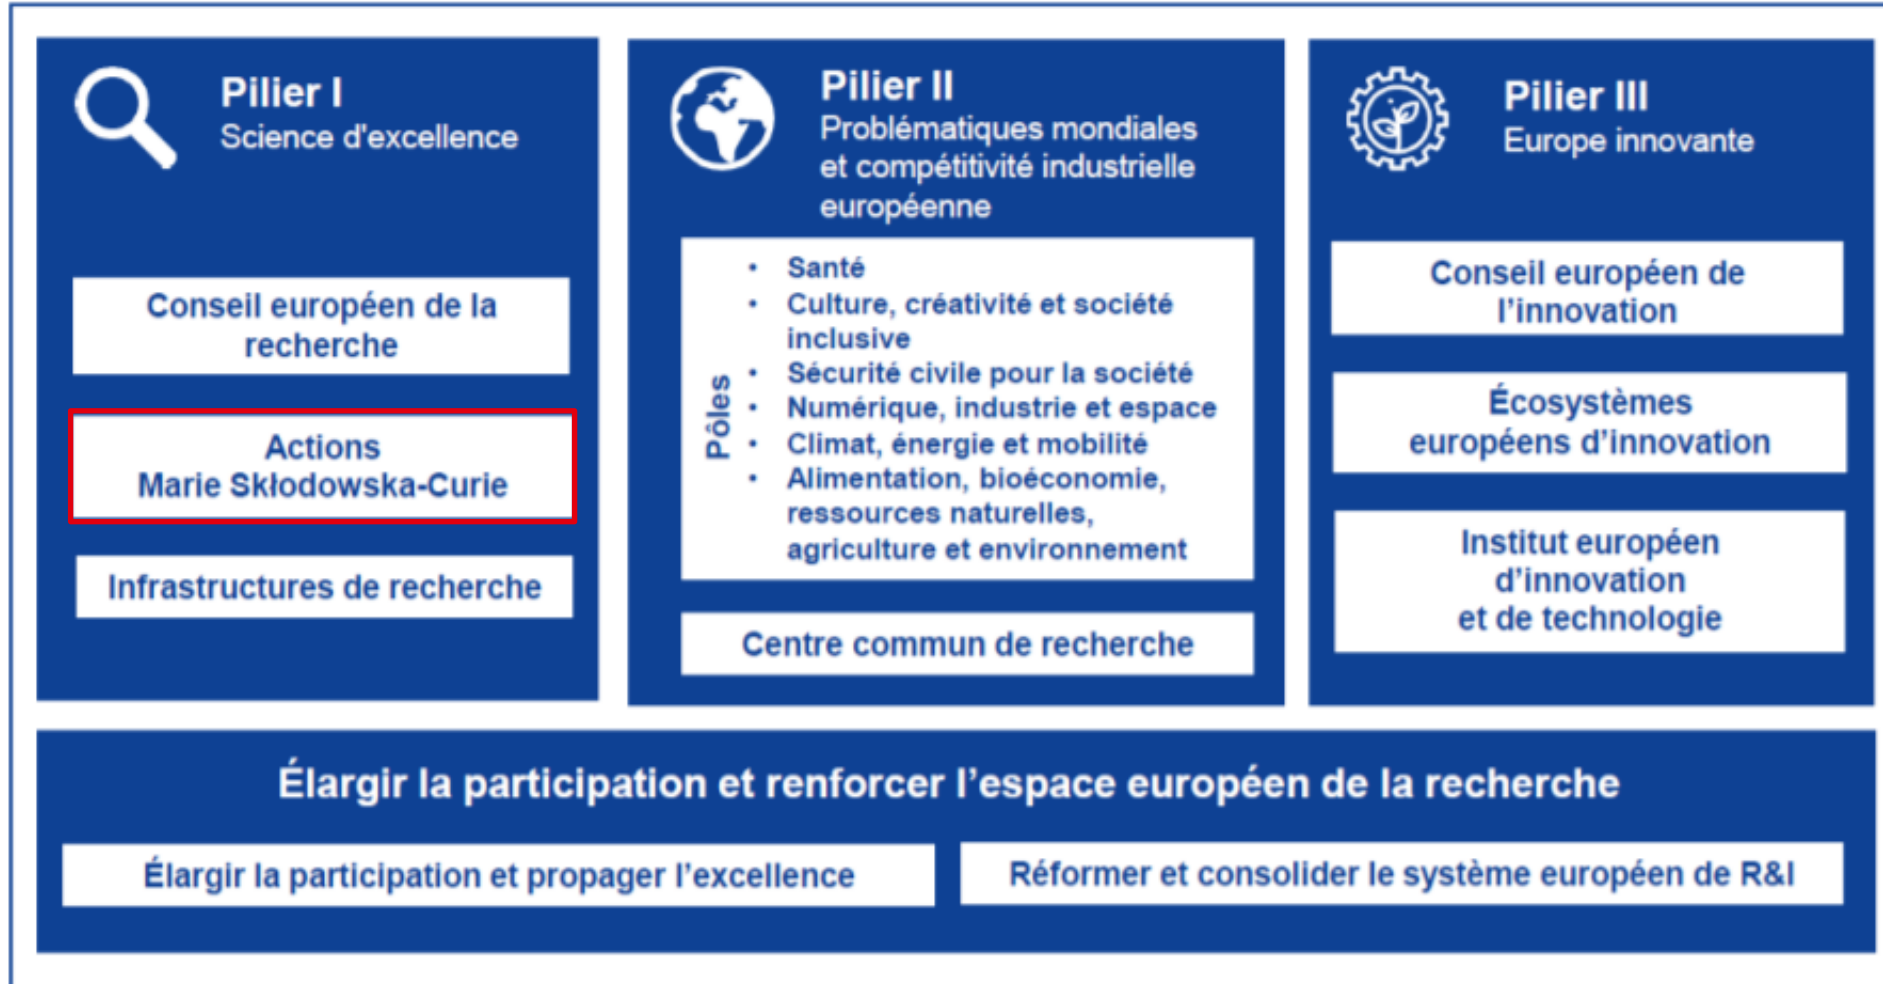 Pilier I
Science d'excellence
Conseil européen de la
recherche
Actions
Marie Skłodowska-Curie
Infrastructures de recherche
Pilier II
Problématiques mondiales
et compétitivité industrielle
européenne
Pôles
• Santé
• Culture, créativité et société
inclusive
• Sécurité civile pour la société
• Numérique, industrie et espace
• Climat, énergie et mobilité
• Alimentation, bioéconomie,
ressources naturelles,
agriculture et environnement
Centre commun de recherche
Pilier III
Europe innovante
Conseil européen de
l’innovation
Écosystèmes
européens d’innovation
Institut européen
d’innovation
et de technologie
Élargir la participation et renforcer l’espace européen de la recherche
Élargir la participation et propager l’excellence
Réformer et consolider le système européen de R&I